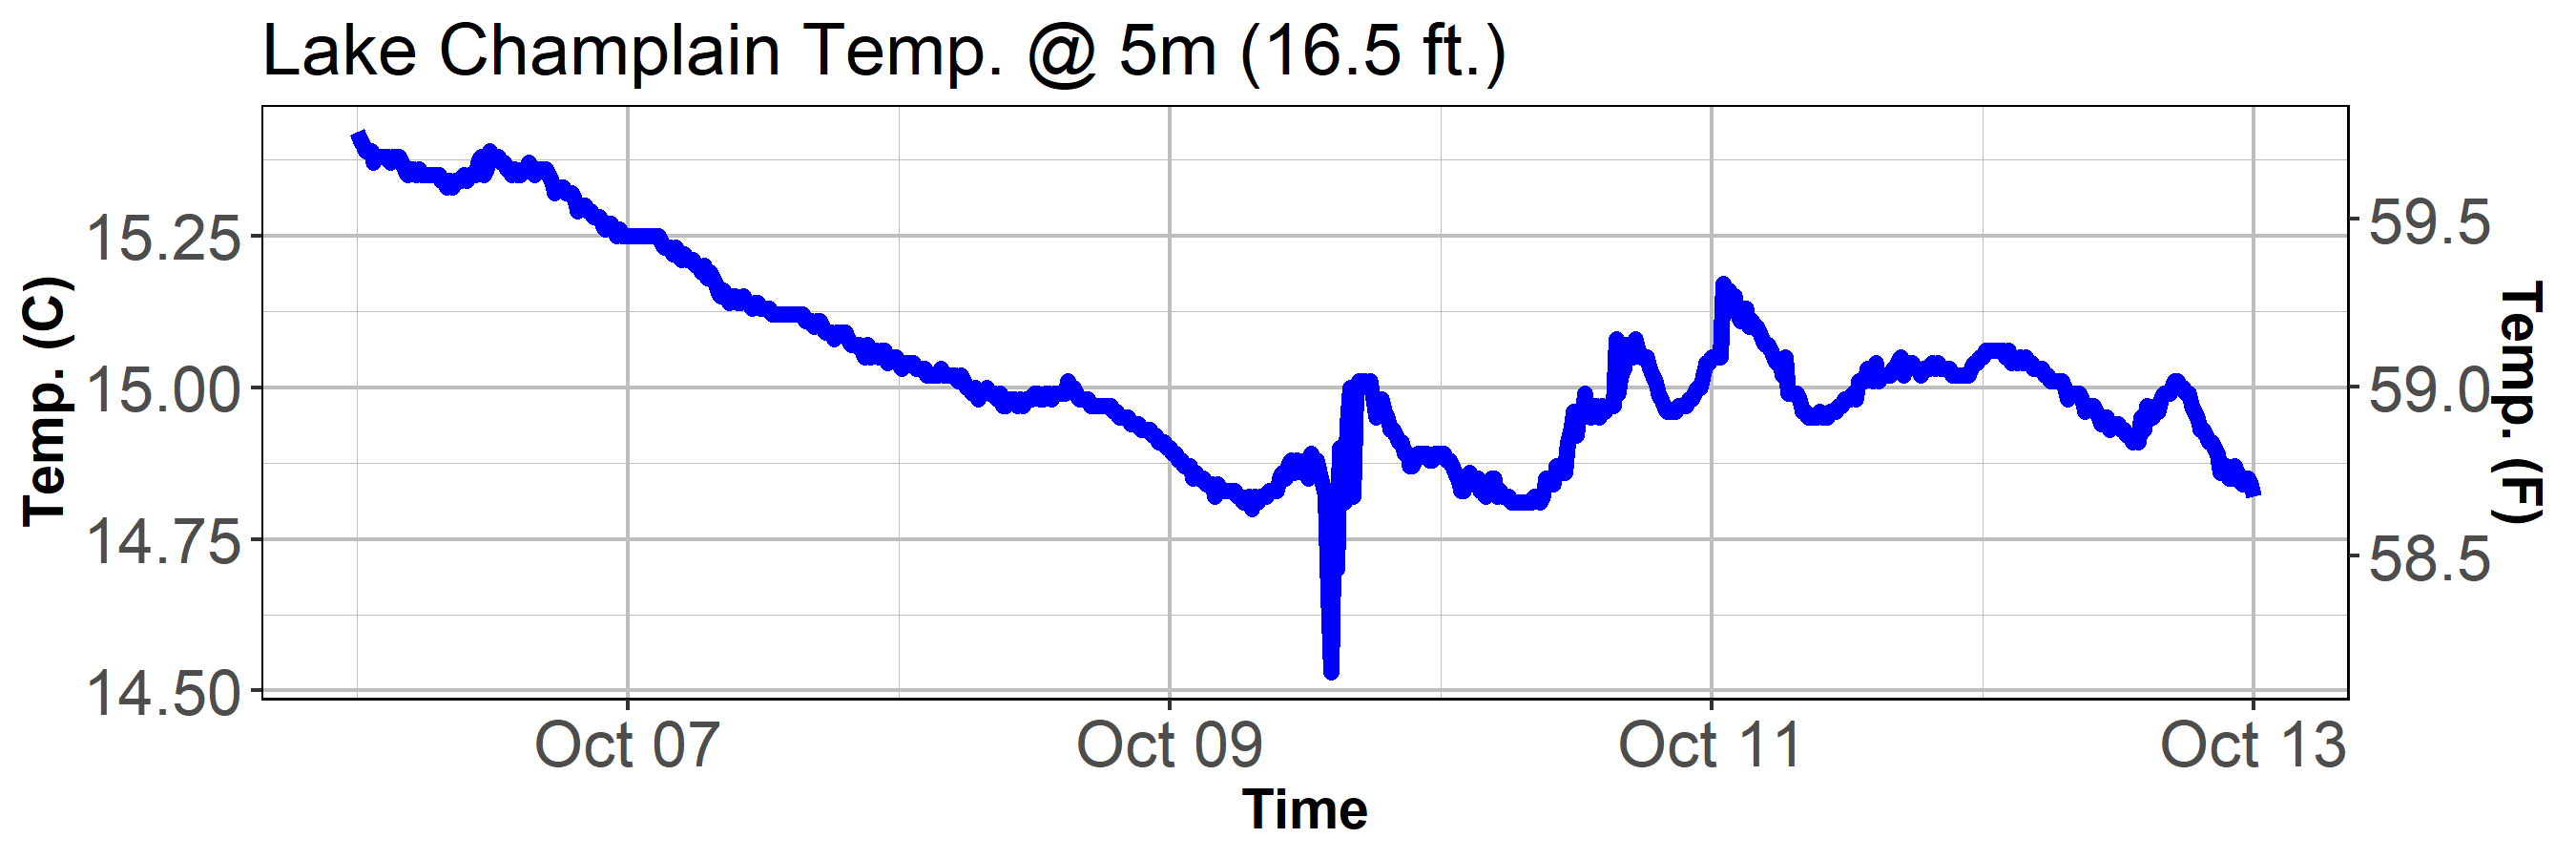 Lake Champlain Temp. @ 5m (16.5 ft.)
Temp. (C)
15.25
15.00
14.75
14.50
59.5
59.0
58.5
Temp. (F)
Oct 07
Oct 09
Oct 11
Oct 13
Time